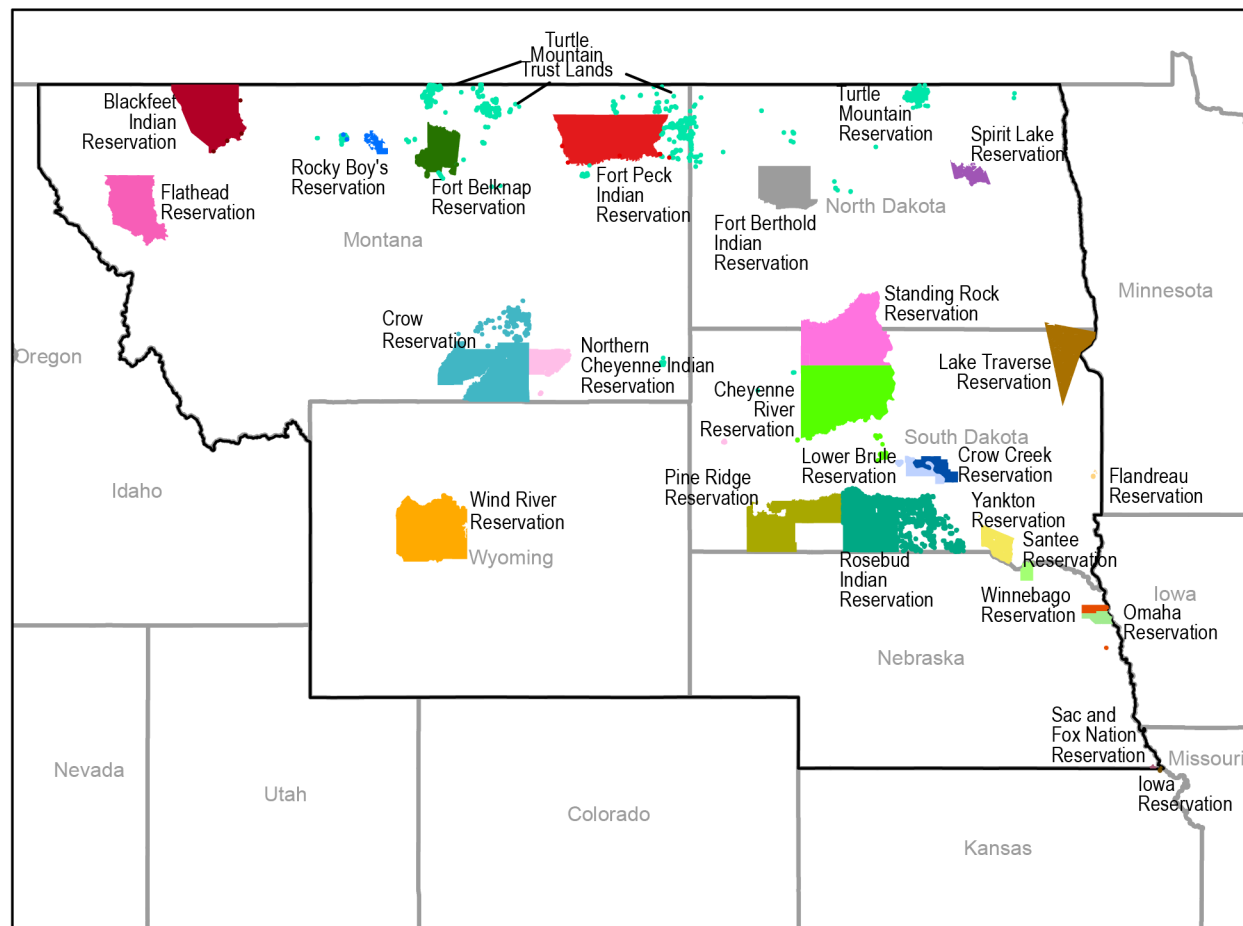 Turtle
Mountain
Trust Lands
Blackfeet
Indian
Reservation
Turtle
Mountain
Reservation
Spirit Lake
Reservation
Rocky Boy's
Reservation
Fort Belknap
Reservation
Fort Peck
Indian
Reservation
Flathead
Reservation
North Dakota
Fort Berthold
Indian
Reservation
Montana
Minnesota
Standing Rock
Reservation
Crow
Reservation
Northern
Cheyenne Indian
Reservation
Oregon
Lake Traverse
Reservation
Cheyenne
River
Reservation
South Dakota
Lower Brule
Reservation
Crow Creek
Reservation
Pine Ridge
Reservation
Flandreau
Reservation
Idaho
Wind River
Reservation
Wyoming
Yankton
Reservation
Santee
Reservation
Rosebud
Indian
Reservation
Winnebago
Reservation
Iowa
Omaha
Reservation
Nebraska
Sac and
Fox Nation
Reservation
Missouri
Iowa
Reservation
Nevada
Utah
Colorado
Kansas